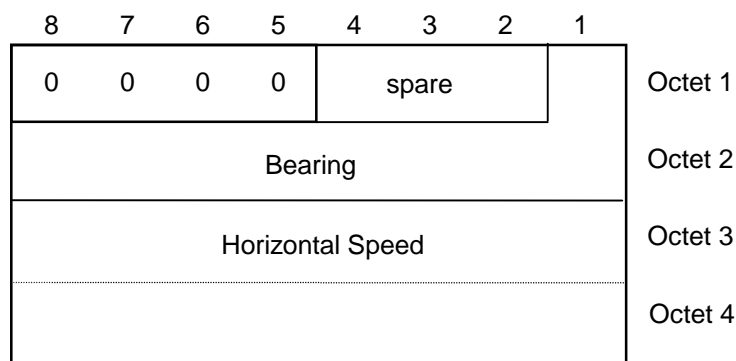 8 7 6 5 4 3 2 1
0 0 0 0 spare Octet 1
Bearing Octet 2
Horizontal Speed Octet 3
Octet 4